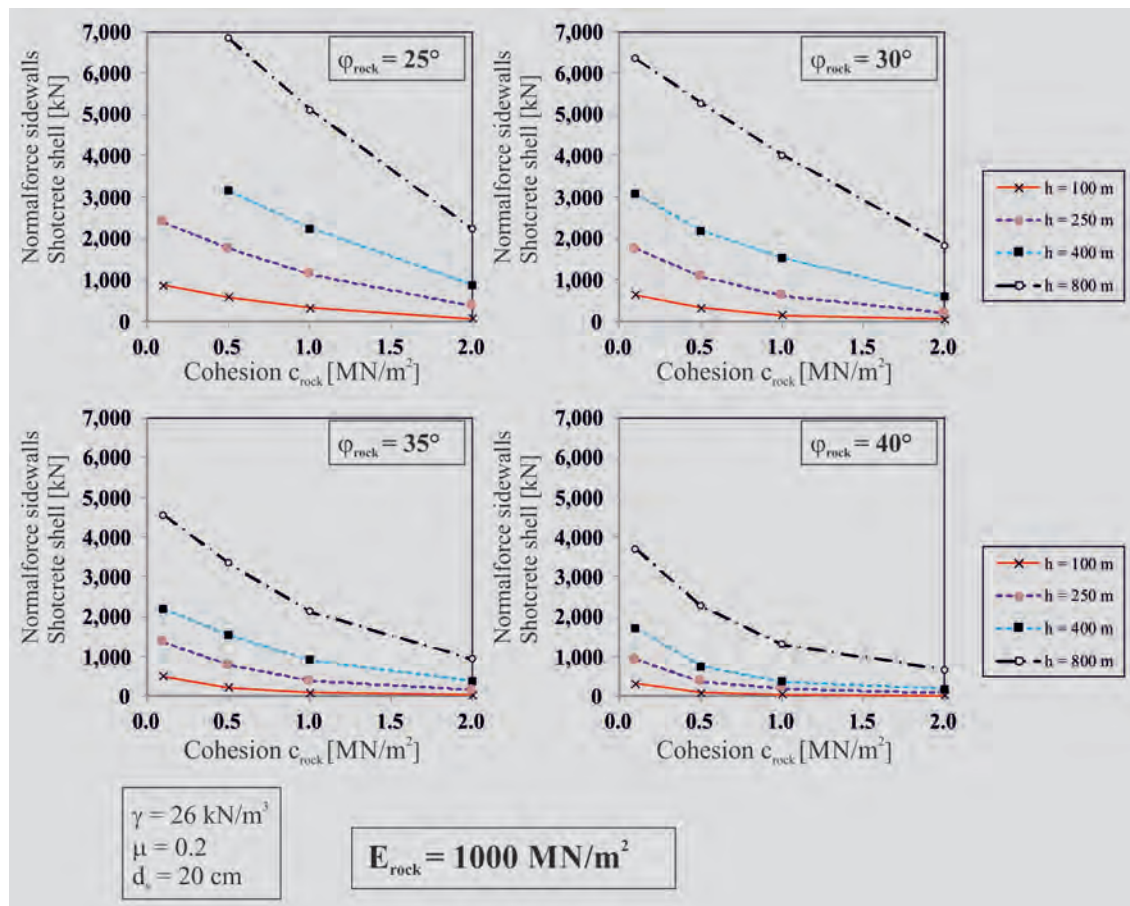 Normalforce sidewalls
Shotcrete shell [kN]
7,000
6,000
5,000
4,000
3,000
2,000
1,000
0
φrock = 25°
0.0 0.5 1.0 1.5 2.0
Cohesion crock [MN/m²]
Normalforce sidewalls
Shotcrete shell [kN]
7,000
6,000
5,000
4,000
3,000
2,000
1,000
0
φrock = 30°
0.0 0.5 1.0 1.5 2.0
Cohesion crock [MN/m²]
h = 100 m
h = 250 m
h = 400 m
h = 800 m
Normalforce sidewalls
Shotcrete shell [kN]
7,000
6,000
5,000
4,000
3,000
2,000
1,000
0
φrock = 35°
0.0 0.5 1.0 1.5 2.0
Cohesion crock [MN/m²]
Normalforce sidewalls
Shotcrete shell [kN]
7,000
6,000
5,000
4,000
3,000
2,000
1,000
0
φrock = 40°
0.0 0.5 1.0 1.5 2.0
Cohesion crock [MN/m²]
h = 100 m
h = 250 m
h = 400 m
h = 800 m
γ = 26 kN/m³
μ = 0.2
ds = 20 cm
Erock = 1000 MN/m²